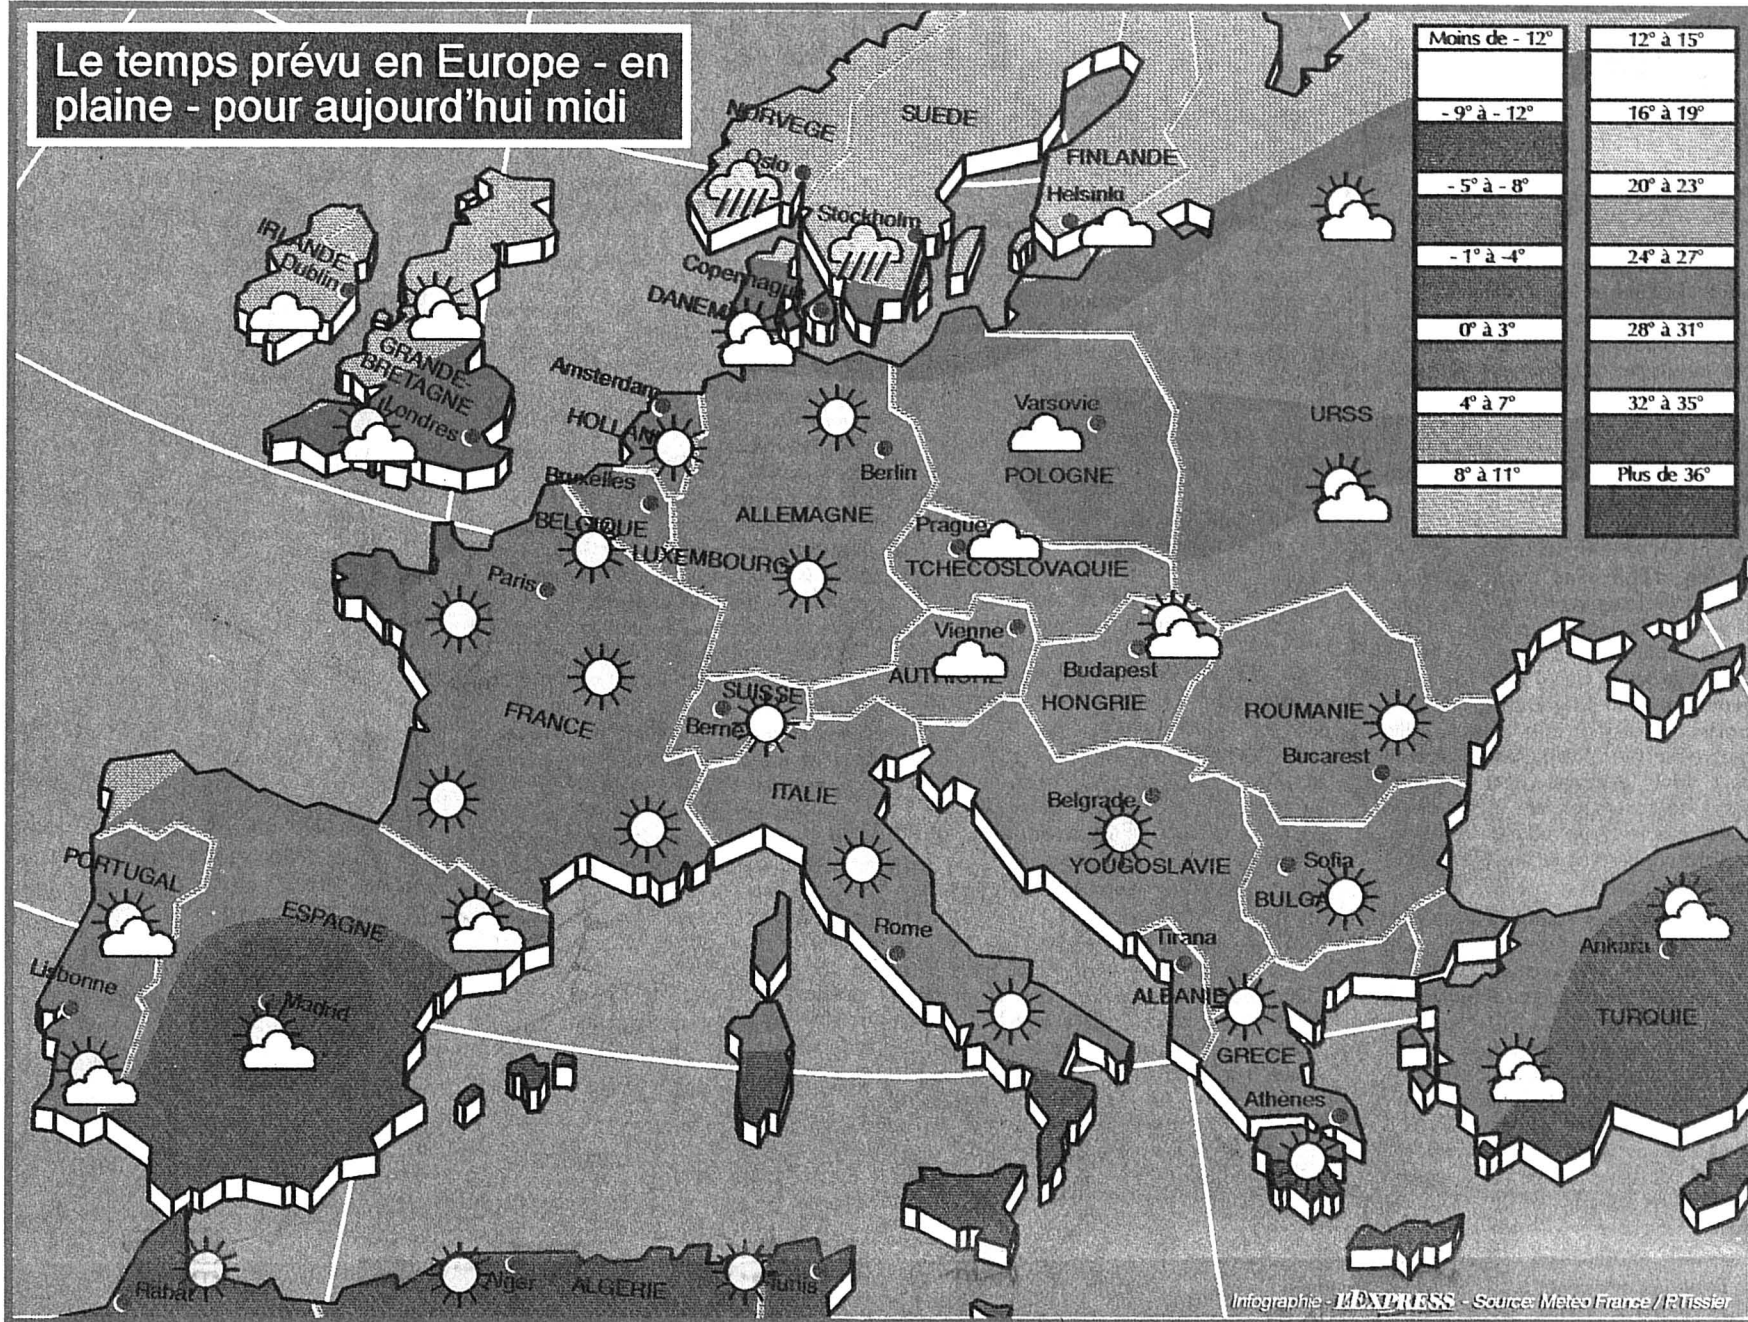 Le temps prévu en Europe - en
plaine - pour aujourd'hui midi
Moins de - 12°
- 9° à - 12°
- 5° à - 8°
- 1° à -4°
0° à 3°
4° à 7°
8° à 11°
12° à 15°
16° à 19°
20° à 23°
24° à 27°
28° à 31°
32° à 35°
Plus de 36°
NORVEGE
Oslo
SUEDE
Stockholm
FINLANDE
Helsinki
IRLANDE
Dublin
GRANDE-
BRETAGNE
Londres
Copenhague
DANEM
Amsterdam
HOLLAN
Bruxelles
BELGIQUE
LUXEMBOURG
ALLEMAGNE
Berlin
Varsovie
POLOGNE
URSS
Prague
TCHECOSLOVAQUIE
Paris
FRANCE
Vienne
AUTRICHE
Budapest
HONGRIE
SUISSE
Berne
ROUMANIE
Bucarest
ITALIE
Rome
Belgrade
YOUGOSLAVIE
Sofia
BULGA
PORTUGAL
Lisbonne
ESPAGNE
Madrid
Tirana
ALBANIE
GRECE
Athènes
Ankara
TURQUIE
Rabat
Alger
ALGERIE
Tunis
Infographie - L'EXPRESS - Source: Meteo France / P.Tissier